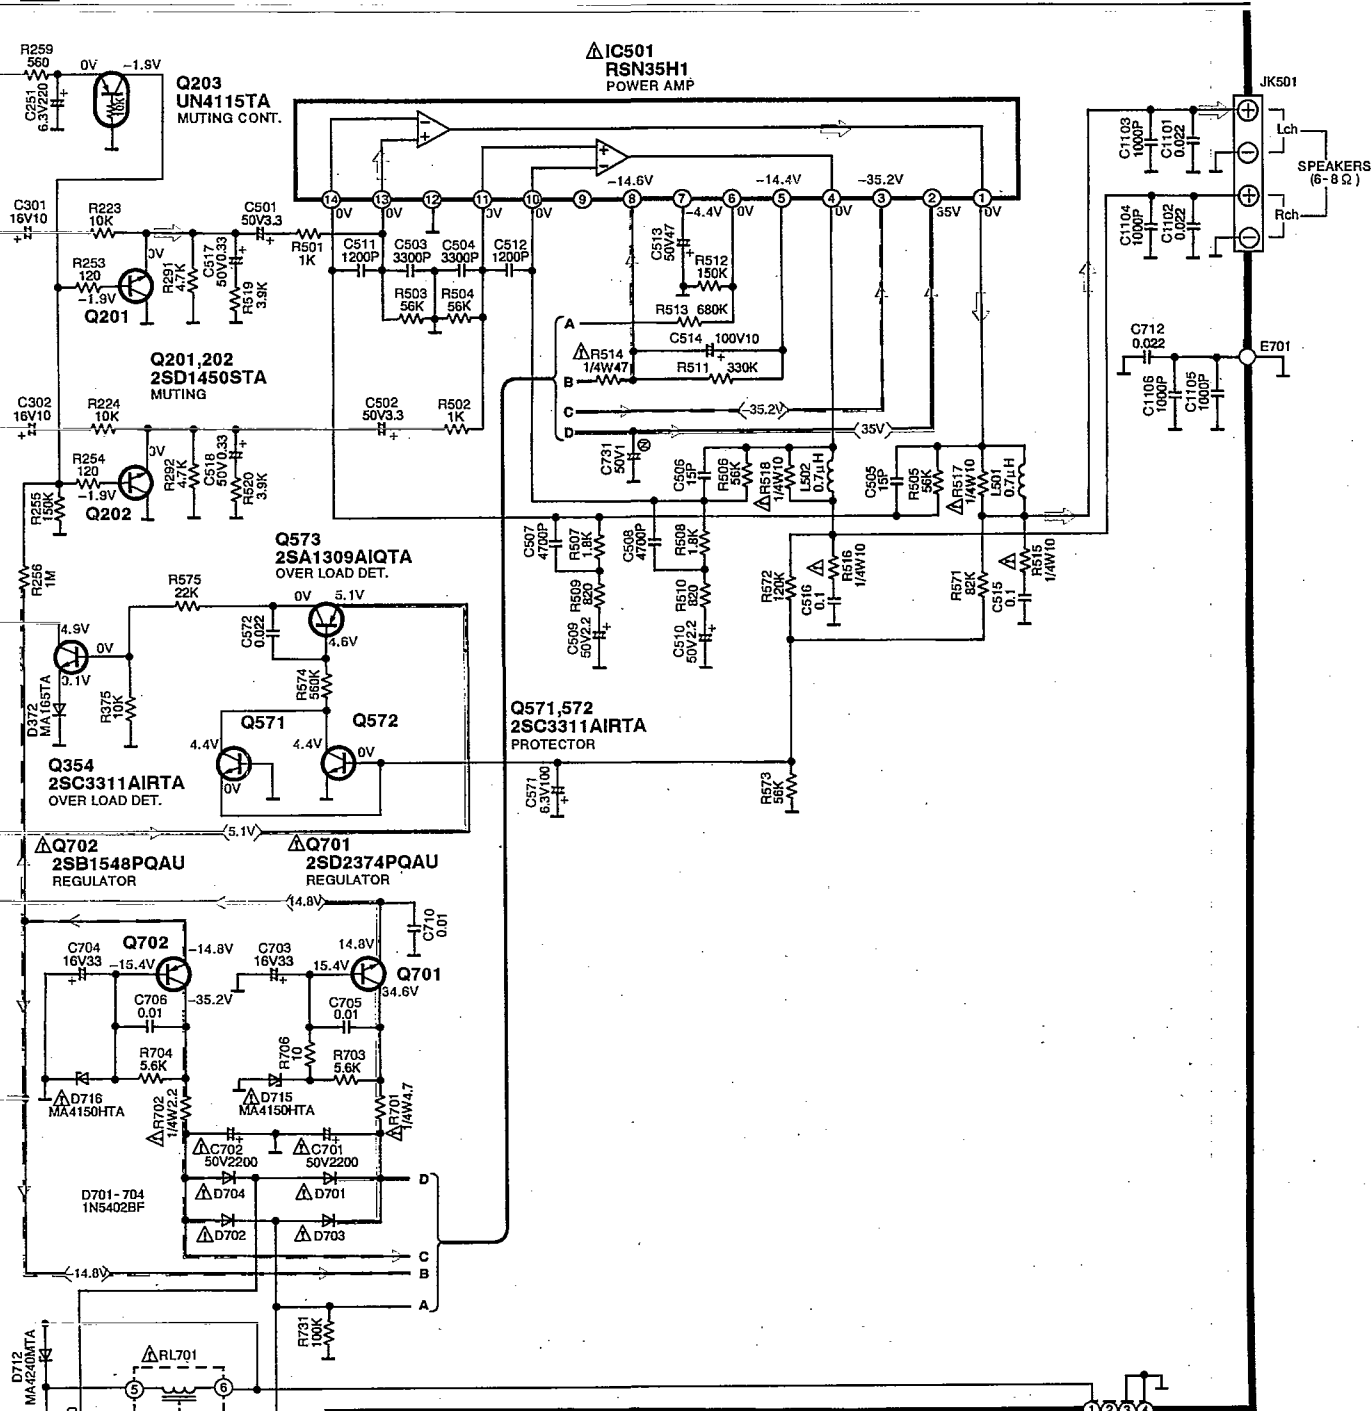 R259
560
0V
-1.9V
C251
6.3V220
10K
Q203
UN4115TA
MUTING CONT.
IC501
RSN35H1
POWER AMP
JK501
C1103
1000P
C1101
0.022
Lch
SPEAKERS
(6-8Ω)
C1104
1000P
C1102
0.022
Rch
14
13
12
11
10
9
8
7
6
5
4
3
2
1
-14.6V
-14.4V
-35.2V
0V
0V
0V
0V
-4.4V
0V
0V
35V
0V
C301
16V10
R223
10K
C501
50V3.3
R501
1K
C511
1200P
C503
3300P
C504
3300P
C512
1200P
C513
50V47
R512
150K
R253
120
-1.9V
0V
Q201
R291
4.7K
C517
50V0.33
R519
3.9K
R503
56K
R504
56K
A
R513 680K
C514 100V10
R514
1/4W47
B
R511 330K
C
-35.2V
D
35V
C731
50V1
C712
0.022
E701
C1106
1000P
C1105
1000P
Q201,202
2SD1450STA
MUTING
C302
16V10
R224
10K
C502
50V3.3
R502
1K
R254
120
-1.9V
0V
Q202
R292
4.7K
C518
50V0.33
R520
3.9K
R255
150K
C506
15P
R506
56K
R518
1/4W10
L502
0.7μH
C505
15P
R505
56K
R517
1/4W10
L501
0.7μH
C507
4700P
R507
1.8K
C508
4700P
R508
1.8K
R509
820
R510
820
C509
50V2.2
C510
50V2.2
R572
120K
C516
0.1
R516
1/4W10
R571
82K
C515
0.1
R515
1/4W10
R256
1M
Q573
2SA1309AIQTA
OVER LOAD DET.
R575
22K
0V
5.1V
C572
0.022
4.6V
R574
560K
4.9V
0V
D372
MA165TA
R375
10K
Q571
Q572
4.4V
4.4V
0V
0V
Q571,572
2SC3311AIRTA
PROTECTOR
Q354
2SC3311AIRTA
OVER LOAD DET.
C571
6.3V100
R573
56K
5.1V
Q702
2SB1548PQAU
REGULATOR
Q701
2SD2374PQAU
REGULATOR
14.8V
C710
0.01
C704
16V33
Q702
-14.8V
-15.4V
-35.2V
C703
16V33
14.8V
15.4V
Q701
34.6V
C706
0.01
C705
0.01
R704
5.6K
R706
10
R703
5.6K
D716
MA4150HTA
D715
MA4150HTA
R702
1/4W2.2
R701
1/4W4.7
C702
50V2200
C701
50V2200
D701-704
1N5402BF
D704
D701
D
D702
D703
C
-14.8V
B
A
R731
100K
D712
MA4240MTA
RL701
5
6
1 2 3 4